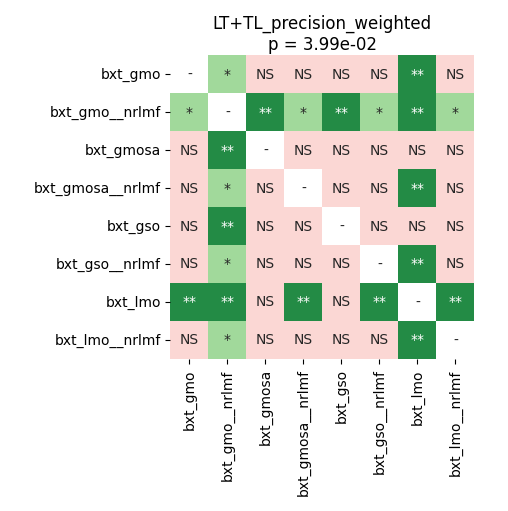 LT+TL_precision_weighted
p = 3.99e-02
bxt_gmo - * NS NS NS NS ** NS
bxt_gmo__nrlmf * - ** * ** * ** *
bxt_gmosa NS ** - NS NS NS NS NS
bxt_gmosa__nrlmf NS * NS - NS NS ** NS
bxt_gso NS ** NS NS - NS NS NS
bxt_gso__nrlmf NS * NS NS NS - ** NS
bxt_lmo ** ** NS ** NS ** - **
bxt_lmo__nrlmf NS * NS NS NS NS ** -
bxt_gmo
bxt_gmo__nrlmf
bxt_gmosa
bxt_gmosa__nrlmf
bxt_gso
bxt_gso__nrlmf
bxt_lmo
bxt_lmo__nrlmf